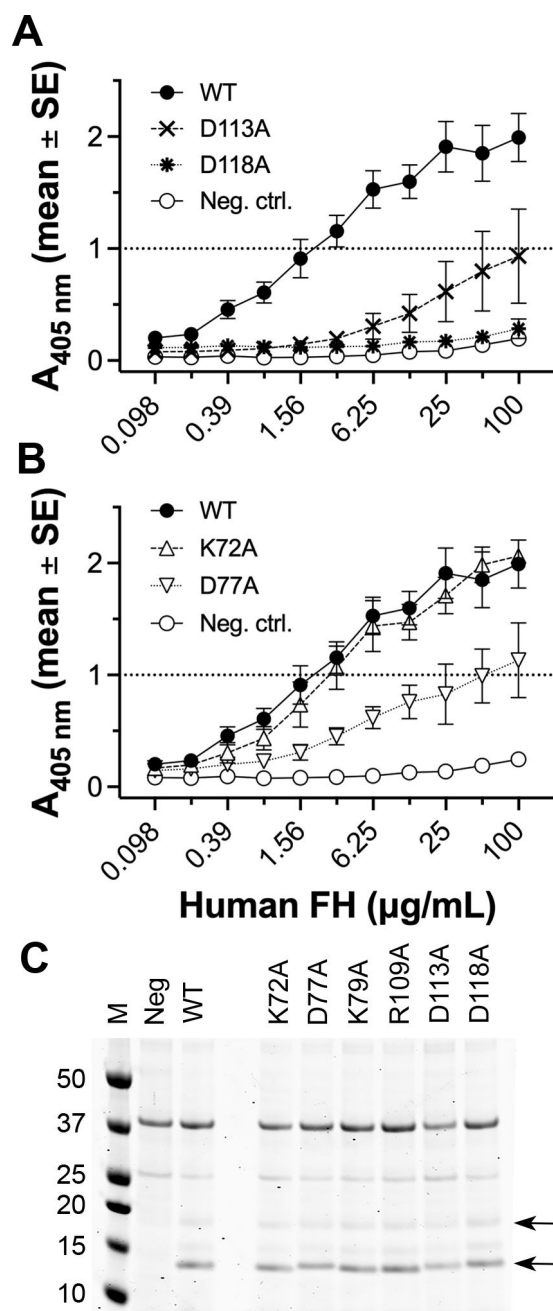 A
A405 nm (mean ± SE)
2
1
0
WT
D113A
D118A
Neg. ctrl.
0.098
0.39
1.56
6.25
25
100
B
A405 nm (mean ± SE)
2
1
0
WT
K72A
D77A
Neg. ctrl.
0.098
0.39
1.56
6.25
25
100
Human FH (µg/mL)
C
M
Neg
WT
K72A
D77A
K79A
R109A
D113A
D118A
50
37
25
20
15
10